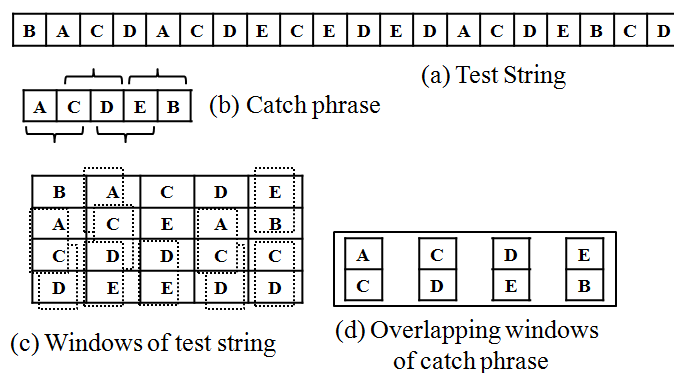 B A C D A C D E C E D E D A C D E B C D
(a) Test String
A C D E B
(b) Catch phrase
B A C D E
A C E A B
C D D C C
D E E D D
(c) Windows of test string
A C D E
C D E B
(d) Overlapping windows
of catch phrase